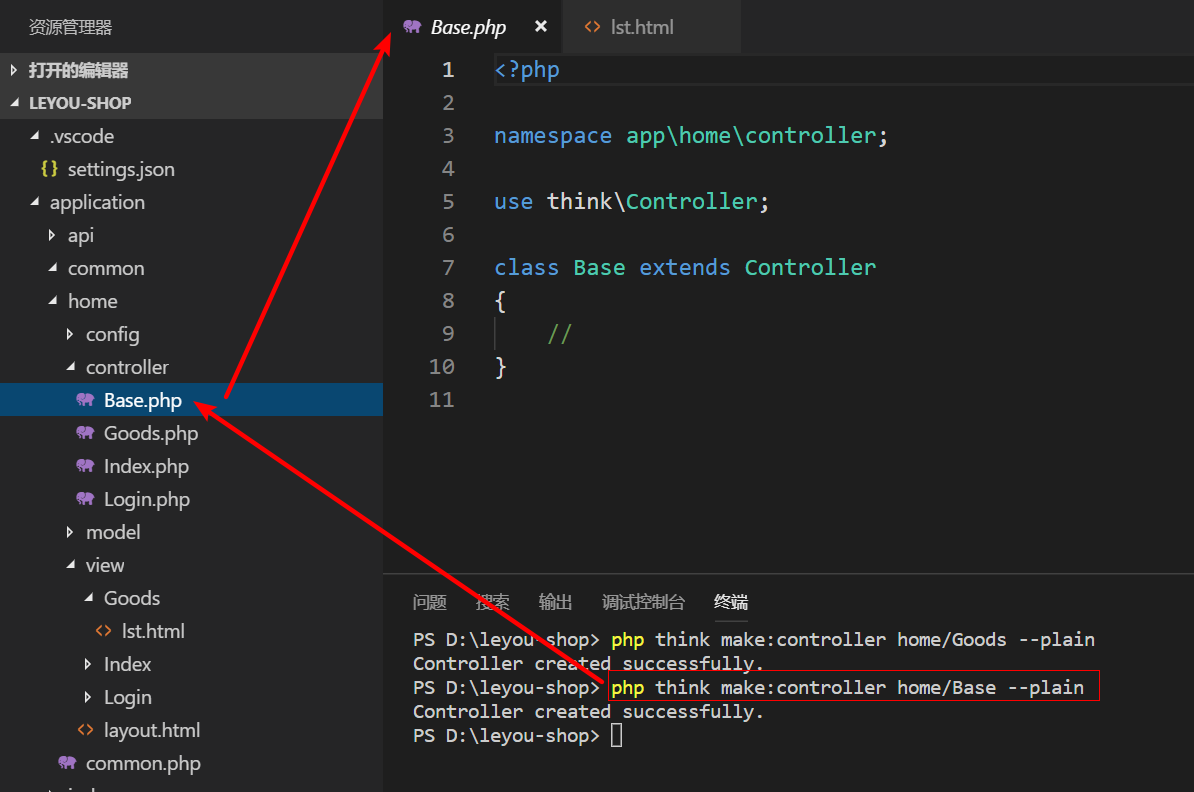 资源管理器
打开的编辑器
LEYOU-SHOP
.vscode
{} settings.json
application
api
common
home
config
controller
Base.php
Goods.php
Index.php
Login.php
model
view
Goods
<> lst.html
Index
Login
<> layout.html
common.php
Base.php ×
<> lst.html
1 <?php
2
3 namespace app\home\controller;
4
5 use think\Controller;
6
7 class Base extends Controller
8 {
9 //
10 }
11
问题 搜索 输出 调试控制台 终端
PS D:\leyou-shop> php think make:controller home/Goods --plain
Controller created successfully.
PS D:\leyou-shop> php think make:controller home/Base --plain
Controller created successfully.
PS D:\leyou-shop>